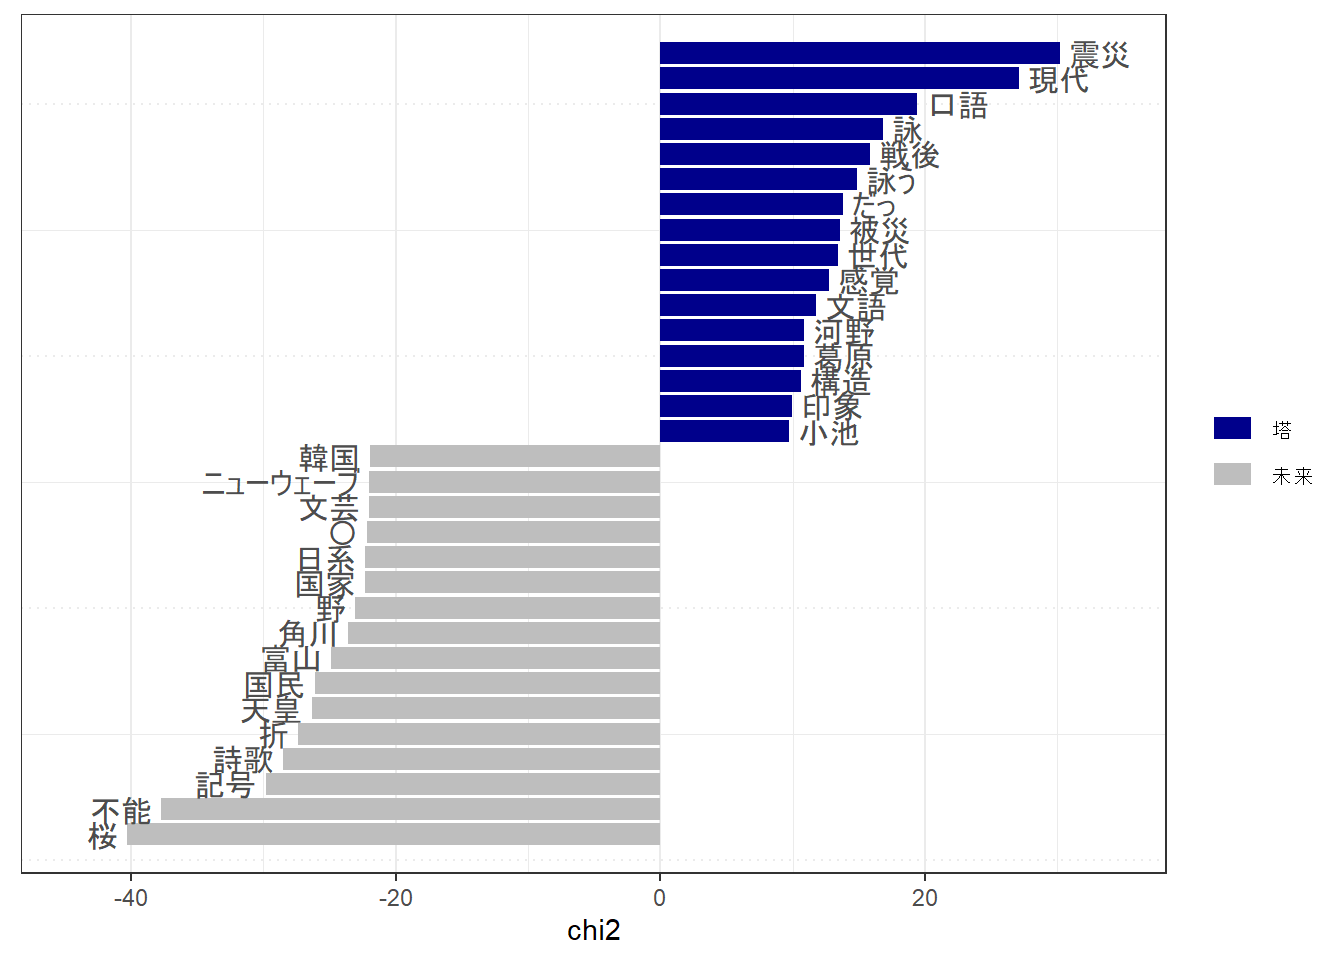 震災
現代
口語
詠
戦後
詠う
だっ
被災
世代
感覚
文語
河野
葛原
構造
印象
小池
韓国
ニューウェーブ
文芸
〇
日系
国家
野
角川
富山
国民
天皇
折
詩歌
記号
不能
桜
塔
未来
-40 -20 0 20
chi2